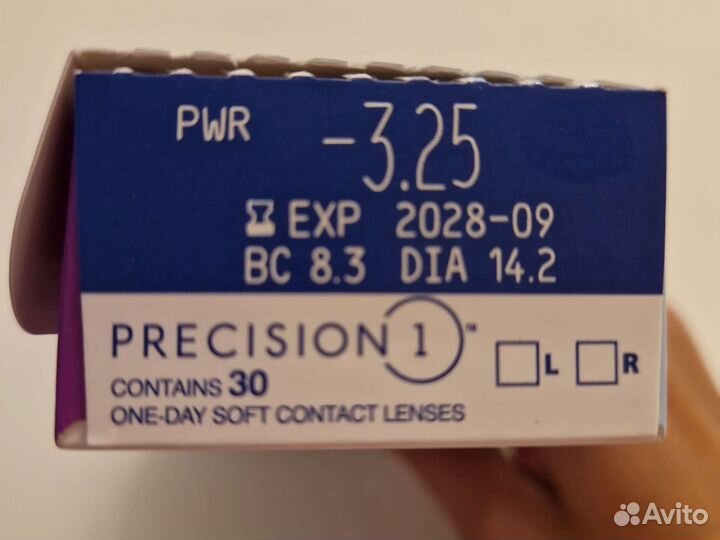 PWR -3.25
EXP 2028-09
BC 8.3 DIA 14.2
PRECISION 1™
L R
CONTAINS 30
ONE-DAY SOFT CONTACT LENSES
Avito